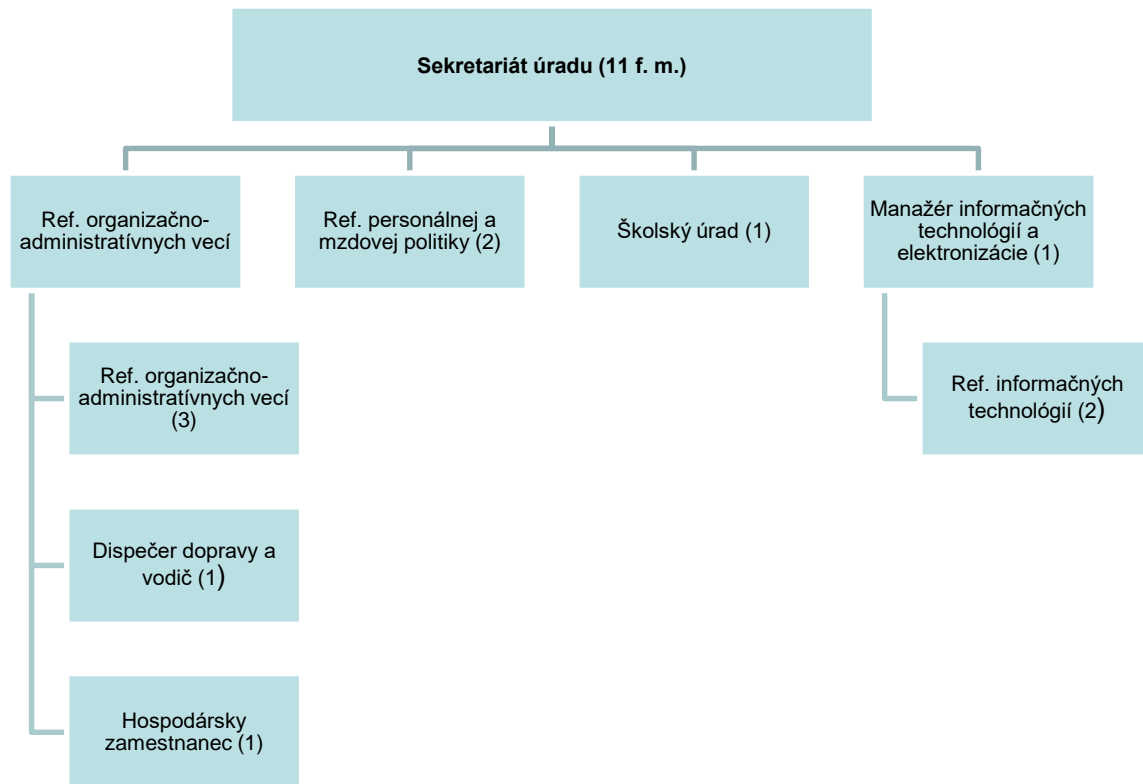 Sekretariát úradu (11 f. m.)
Ref. organizačno-
administratívnych vecí
Ref. personálnej a
mzdovej politiky (2)
Školský úrad (1)
Manažér informačných
technológií a
elektronizácie (1)
Ref. organizačno-
administratívnych vecí
(3)
Ref. informačných
technológií (2)
Dispečer dopravy a
vodič (1)
Hospodársky
zamestnanec (1)